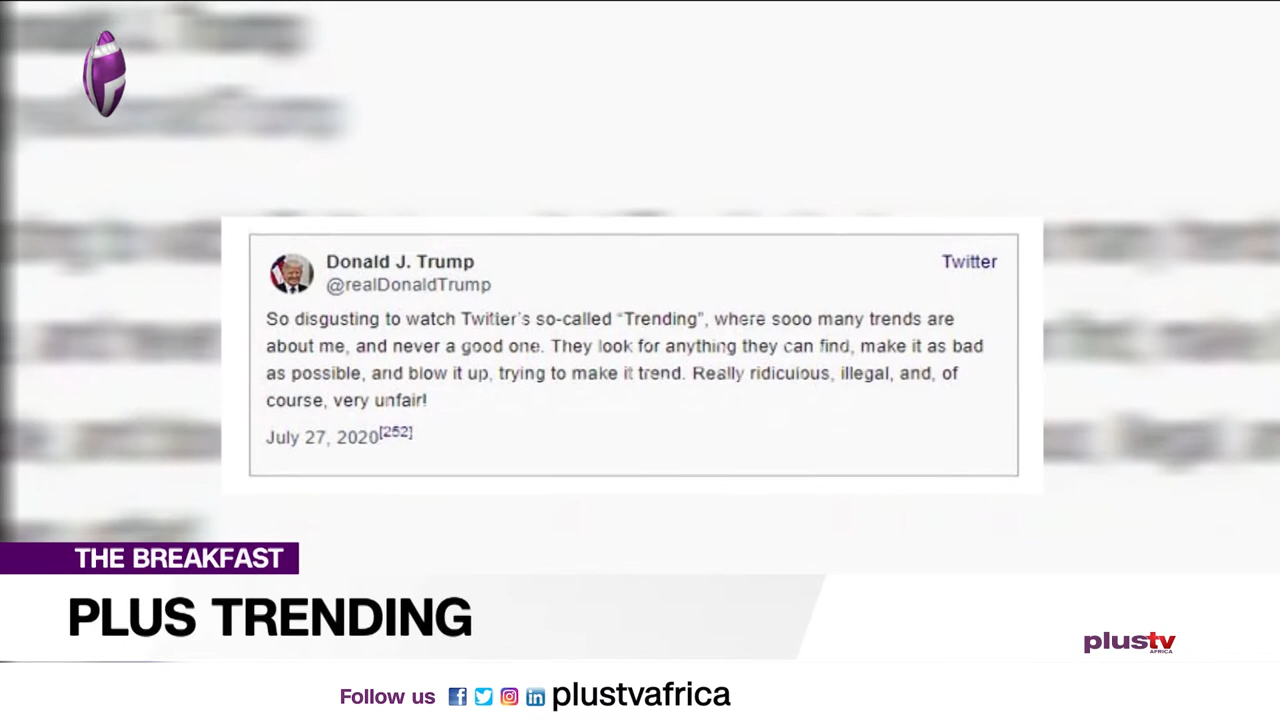 Donald J. Trump
Twitter
@realDonaldTrump
So disgusting to watch Twitter's so-called "Trending", where sooo many trends are
about me, and never a good one. They look for anything they can find, make it as bad
as possible, and blow it up, trying to make it trend. Really ridiculous, illegal, and, of
course, very unfair!
July 27, 2020[252]
THE BREAKFAST
PLUS TRENDING
plustv
AFRICA
Follow us plustvafrica